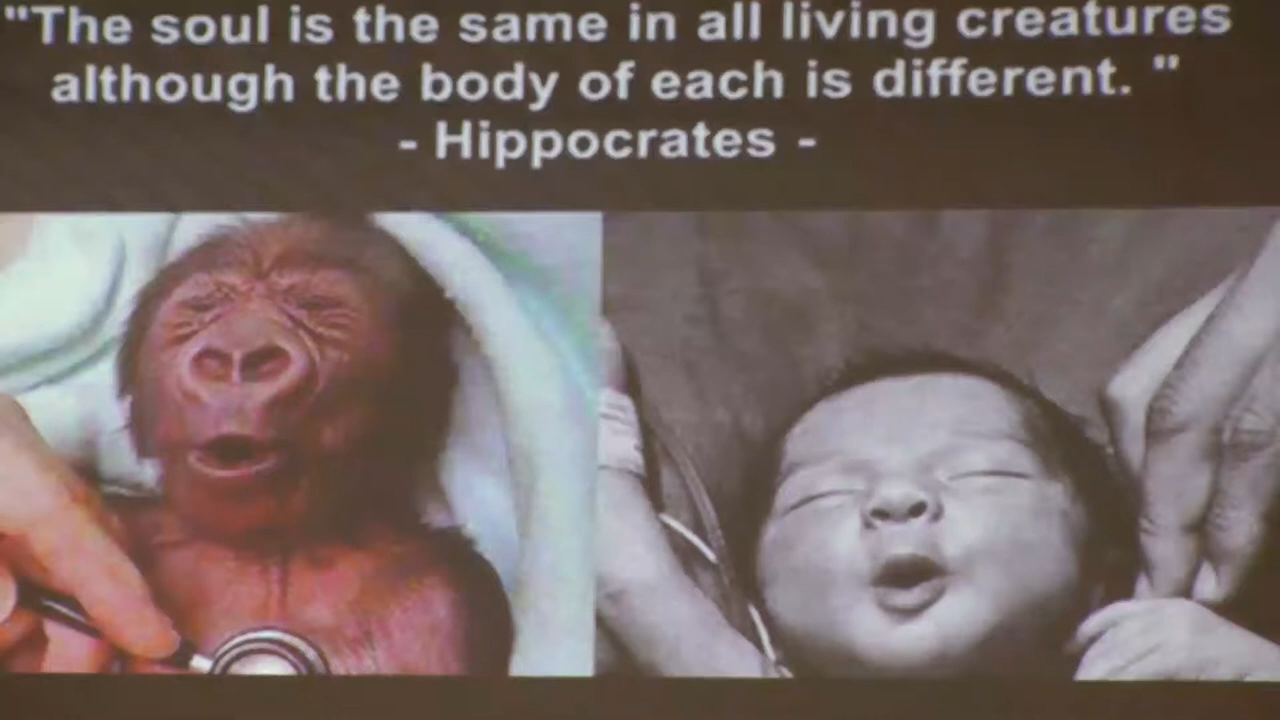 "The soul is the same in all living creatures
although the body of each is different. "
- Hippocrates -